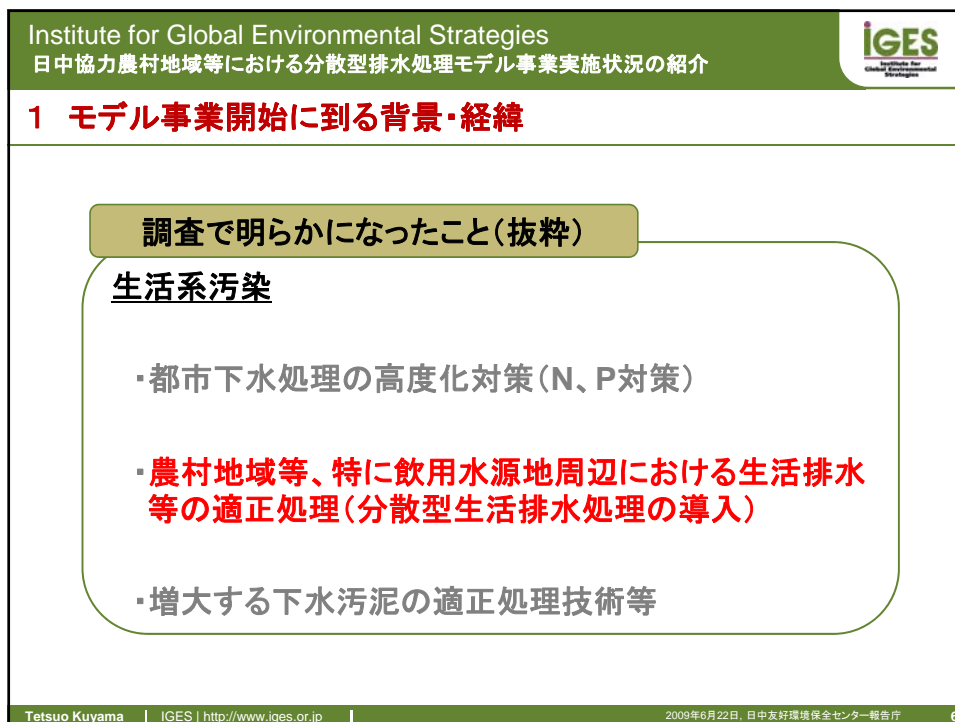 Institute for Global Environmental Strategies
日中協力農村地域等における分散型排水処理モデル事業実施状況の紹介
iGES
Institute for
Global Environmental
Strategies
1 モデル事業開始に到る背景・経緯
調査で明らかになったこと（抜粋）
生活系汚染
・都市下水処理の高度化対策（N、P対策）
・農村地域等、特に飲用水源地周辺における生活排水
等の適正処理（分散型生活排水処理の導入）
・増大する下水汚泥の適正処理技術等
Tetsuo Kuyama | IGES | http://www.iges.or.jp | 2009年6月22日, 日中友好環境保全センター報告庁 6